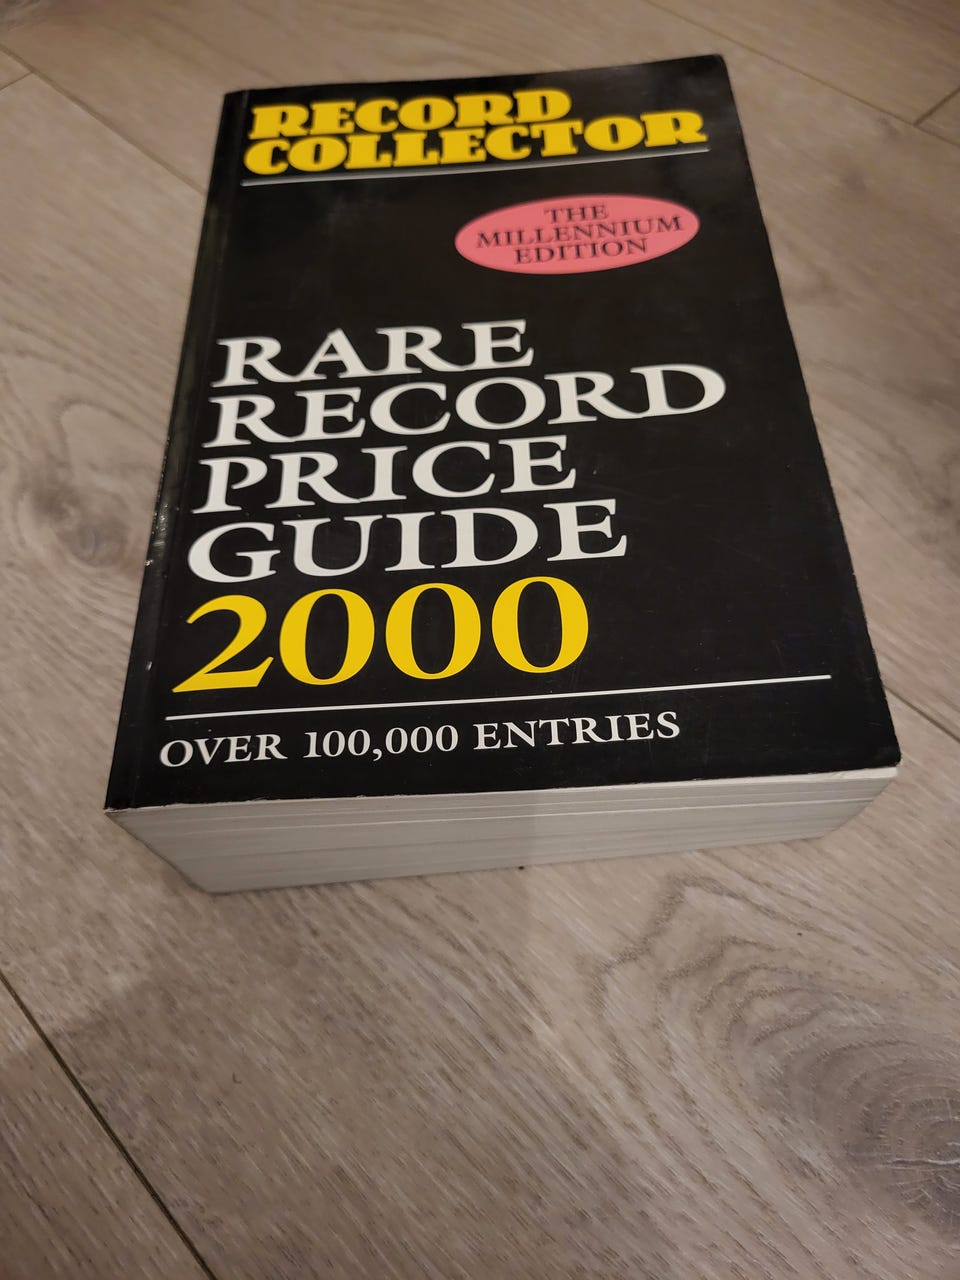 RECORD
COLLECTOR
THE
MILLENNIUM
EDITION
RARE
RECORD
PRICE
GUIDE
2000
OVER 100,000 ENTRIES